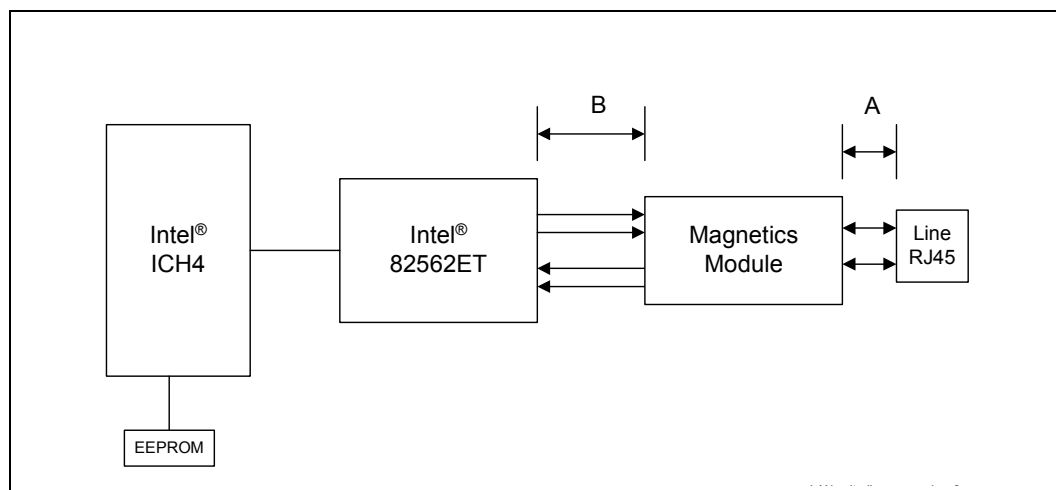 B
A
Intel®
ICH4
Intel®
82562ET
Magnetics
Module
Line
RJ45
EEPROM